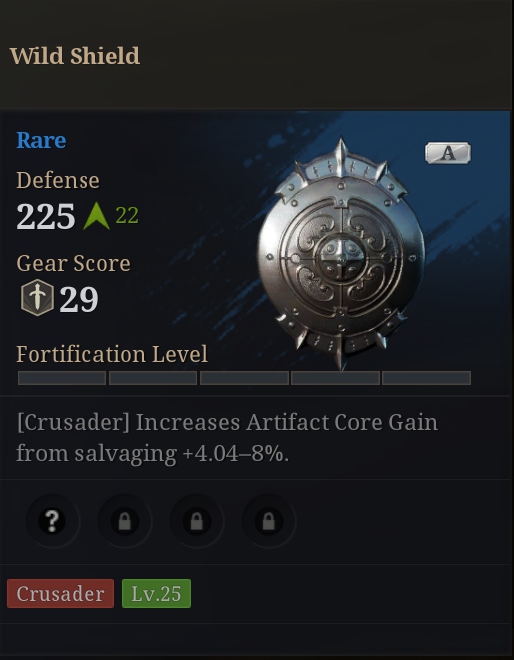 Wild Shield
Rare
A
Defense
225 22
Gear Score
29
Fortification Level
[Crusader] Increases Artifact Core Gain
from salvaging +4.04–8%.
?
Crusader Lv.25